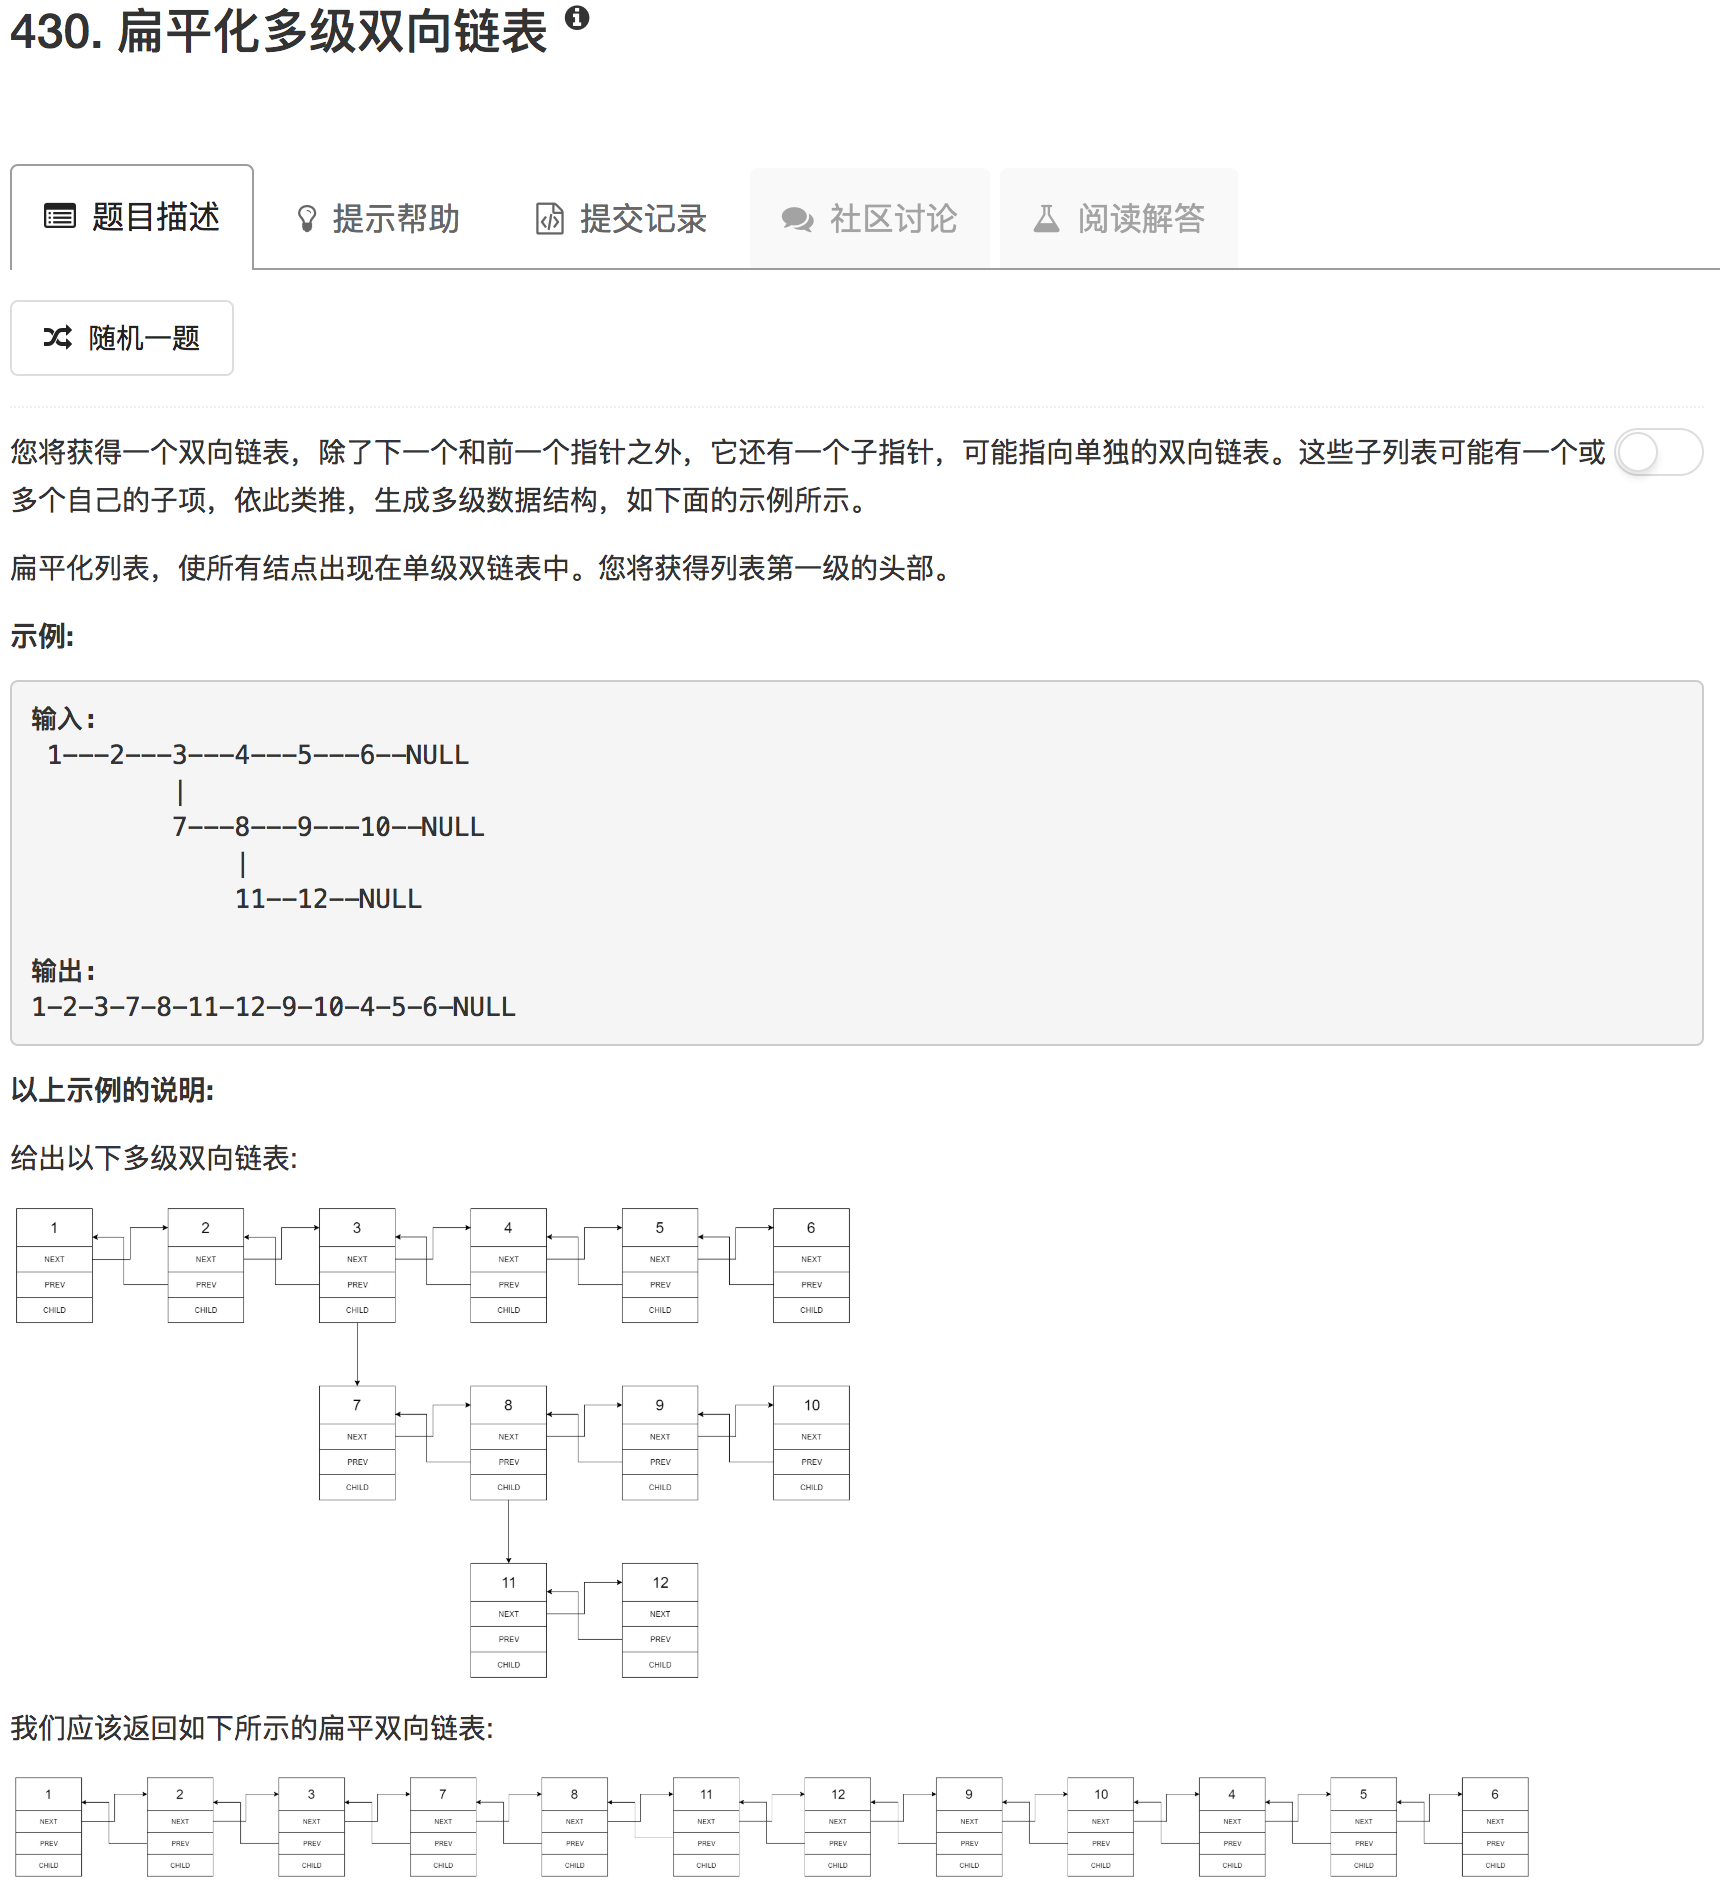 430. 扁平化多级双向链表
题目描述 提示帮助 提交记录 社区讨论 阅读解答
随机一题
您将获得一个双向链表，除了下一个和前一个指针之外，它还有一个子指针，可能指向单独的双向链表。这些子列表可能有一个或
多个自己的子项，依此类推，生成多级数据结构，如下面的示例所示。
扁平化列表，使所有结点出现在单级双链表中。您将获得列表第一级的头部。
示例:
输入:
1---2---3---4---5---6--NULL
|
7---8---9---10--NULL
|
11--12--NULL
输出:
1-2-3-7-8-11-12-9-10-4-5-6-NULL
以上示例的说明:
给出以下多级双向链表:
1 2 3 4 5 6
NEXT NEXT NEXT NEXT NEXT NEXT
PREV PREV PREV PREV PREV PREV
CHILD CHILD CHILD CHILD CHILD CHILD
7 8 9 10
NEXT NEXT NEXT NEXT
PREV PREV PREV PREV
CHILD CHILD CHILD CHILD
11 12
NEXT NEXT
PREV PREV
CHILD CHILD
我们应该返回如下所示的扁平双向链表:
1 2 3 7 8 11 12 9 10 4 5 6
NEXT NEXT NEXT NEXT NEXT NEXT NEXT NEXT NEXT NEXT NEXT NEXT
PREV PREV PREV PREV PREV PREV PREV PREV PREV PREV PREV PREV
CHILD CHILD CHILD CHILD CHILD CHILD CHILD CHILD CHILD CHILD CHILD CHILD